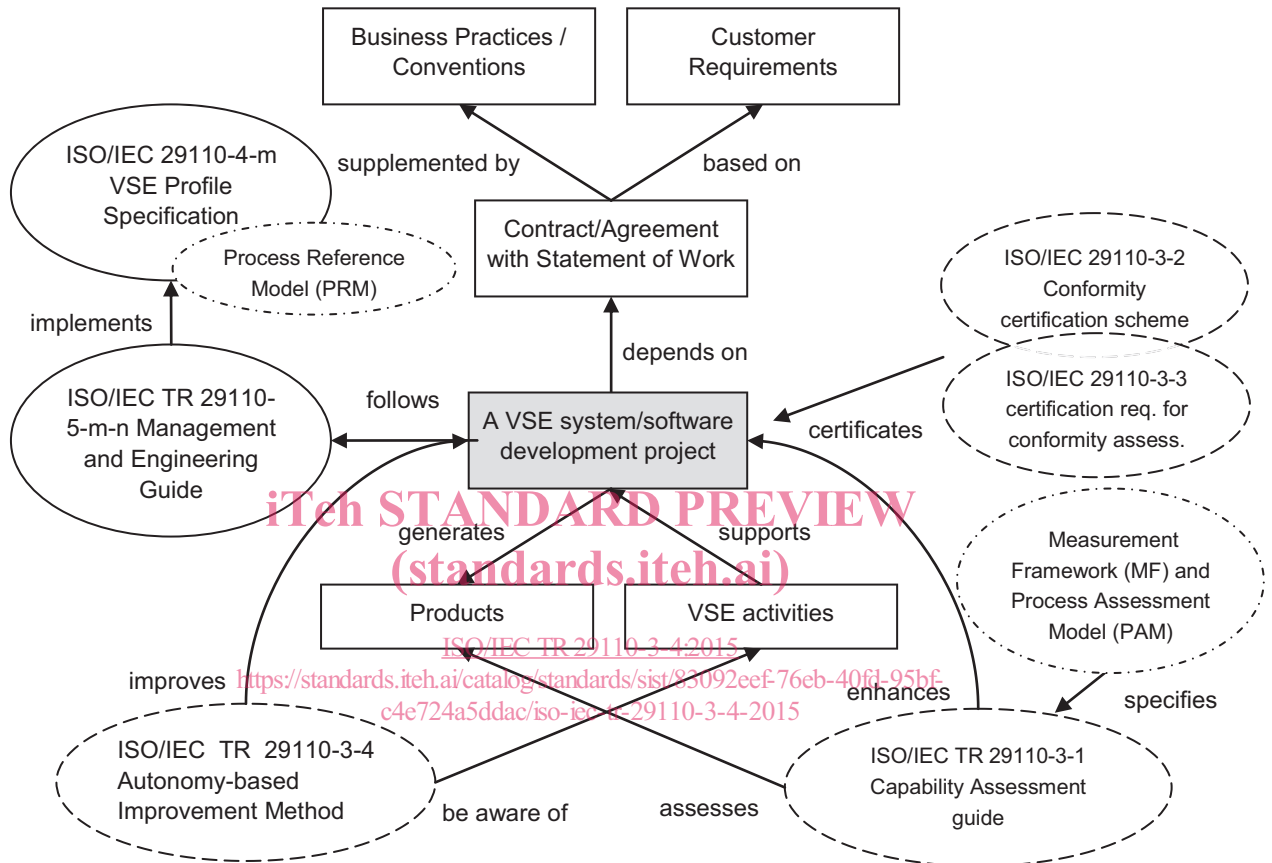 Business Practices /
Conventions
Customer
Requirements
ISO/IEC 29110-4-m
VSE Profile
Specification
supplemented by
based on
Process Reference
Model (PRM)
Contract/Agreement
with Statement of Work
ISO/IEC 29110-3-2
Conformity
certification scheme
implements
depends on
ISO/IEC 29110-3-3
certification req. for
conformity assess.
ISO/IEC TR 29110-
5-m-n Management
and Engineering
Guide
follows
A VSE system/software
development project
certificates
iTeh STANDARD PREVIEW
(standards.iteh.ai)
generates
supports
Measurement
Framework (MF) and
Process Assessment
Model (PAM)
Products
VSE activities
ISO/IEC TR 29110-3-4:2015
https://standards.iteh.ai/catalog/standards/sist/83092eef-76eb-40fd-95bf-
c4e724a5ddac/iso-iec-tr-29110-3-4-2015
improves
enhances
specifies
ISO/IEC TR 29110-3-4
Autonomy-based
Improvement Method
be aware of
assesses
ISO/IEC TR 29110-3-1
Capability Assessment
guide